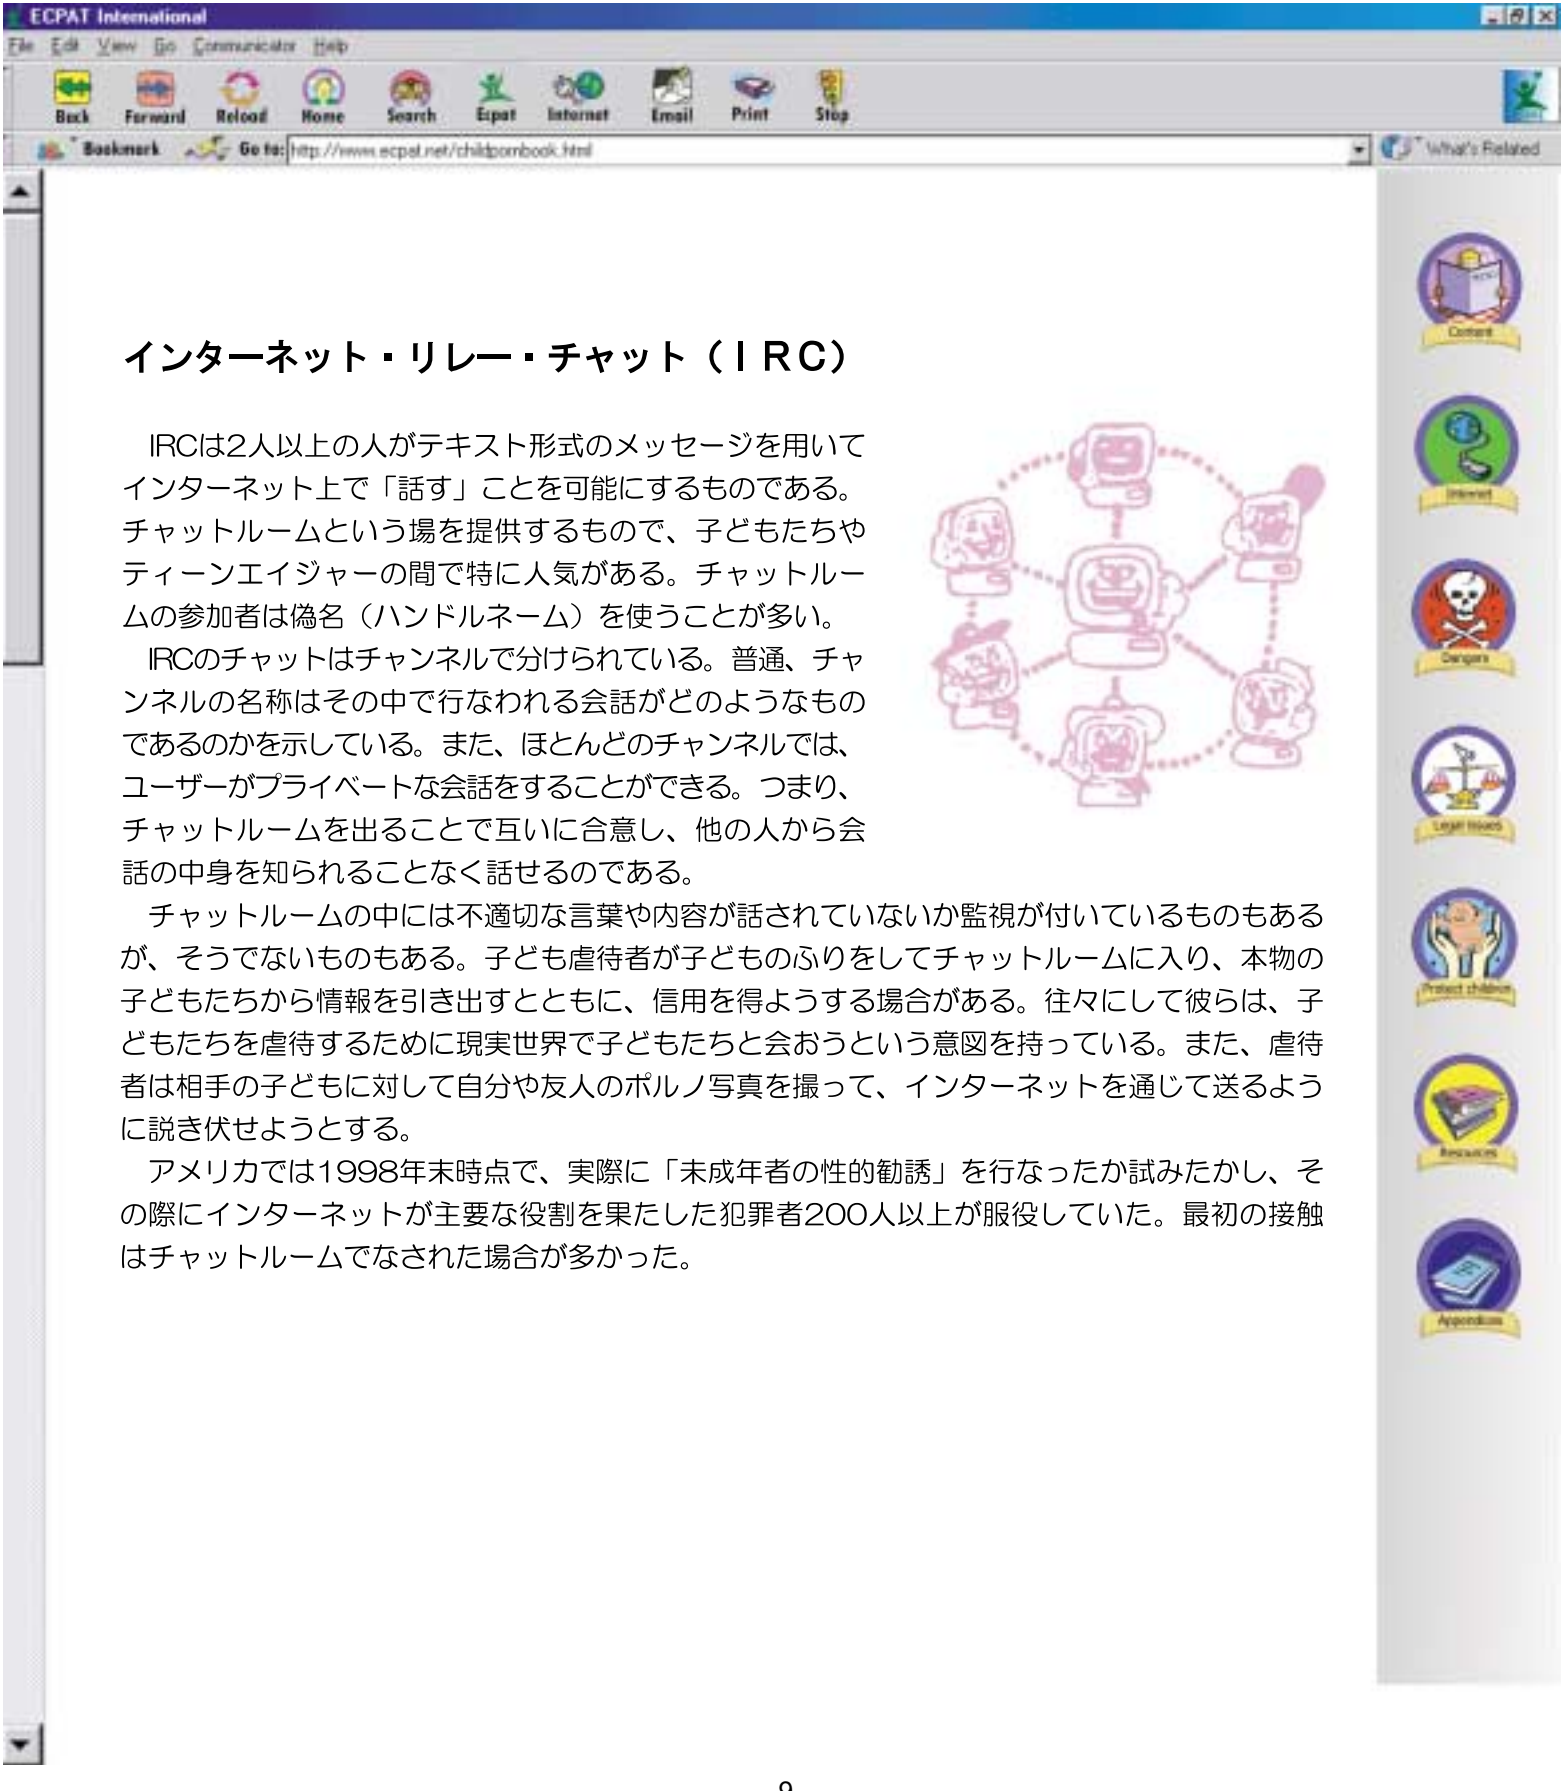 ECPAT International
File Edit View Go Communicator Help
Back Forward Reload Home Search Ecpat Internet Email Print Stop
Bookmark Go to: http://www.ecpat.net/childpornbook.html What's Related
Content
Internet
Dangers
Legal Issues
Protect children
Resources
Appendices
インターネット・リレー・チャット（ＩＲＣ）
IRCは2人以上の人がテキスト形式のメッセージを用いて
インターネット上で「話す」ことを可能にするものである。
チャットルームという場を提供するもので、子どもたちや
ティーンエイジャーの間で特に人気がある。チャットルー
ムの参加者は偽名（ハンドルネーム）を使うことが多い。
IRCのチャットはチャンネルで分けられている。普通、チャ
ンネルの名称はその中で行なわれる会話がどのようなもの
であるのかを示している。また、ほとんどのチャンネルでは、
ユーザーがプライベートな会話をすることができる。つまり、
チャットルームを出ることで互いに合意し、他の人から会
話の中身を知られることなく話せるのである。
チャットルームの中には不適切な言葉や内容が話されていないか監視が付いているものもある
が、そうでないものもある。子ども虐待者が子どものふりをしてチャットルームに入り、本物の
子どもたちから情報を引き出すとともに、信用を得ようする場合がある。往々にして彼らは、子
どもたちを虐待するために現実世界で子どもたちと会おうという意図を持っている。また、虐待
者は相手の子どもに対して自分や友人のポルノ写真を撮って、インターネットを通じて送るよう
に説き伏せようとする。
アメリカでは1998年末時点で、実際に「未成年者の性的勧誘」を行なったか試みたかし、そ
の際にインターネットが主要な役割を果たした犯罪者200人以上が服役していた。最初の接触
はチャットルームでなされた場合が多かった。
9